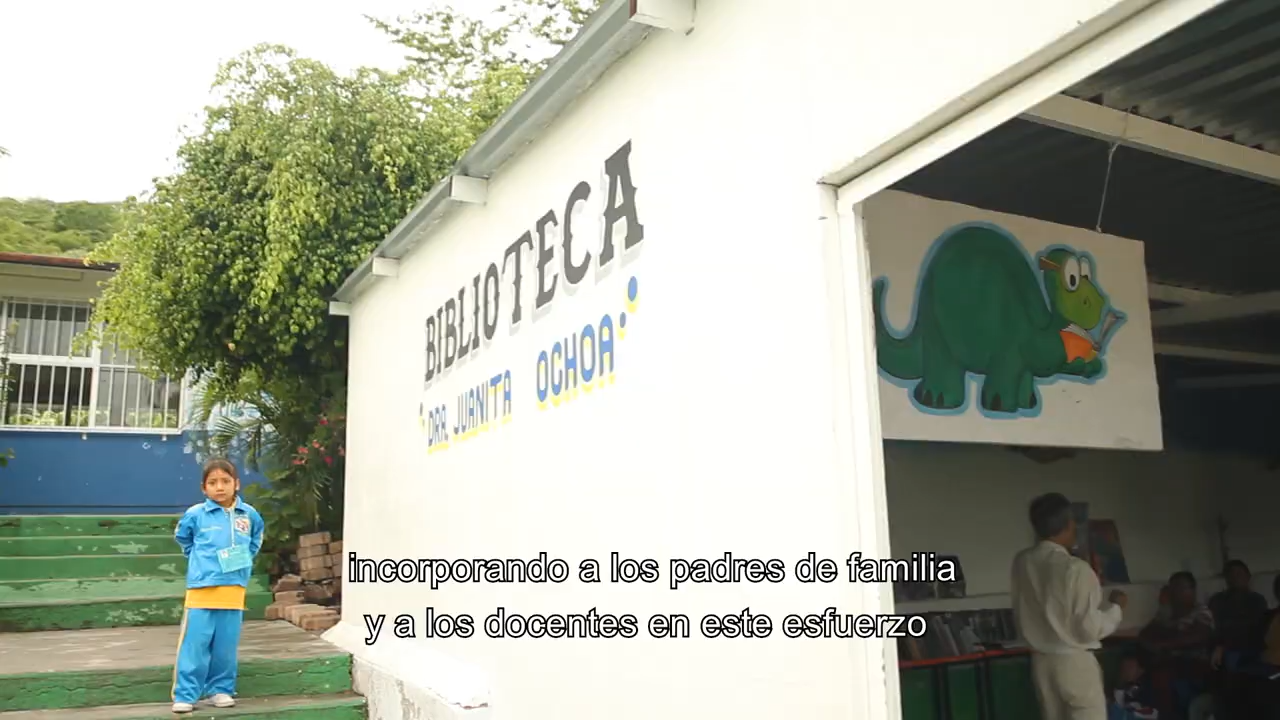 BIBLIOTECA
DRA. JUANITA OCHOA
incorporando a los padres de familia
y a los docentes en este esfuerzo